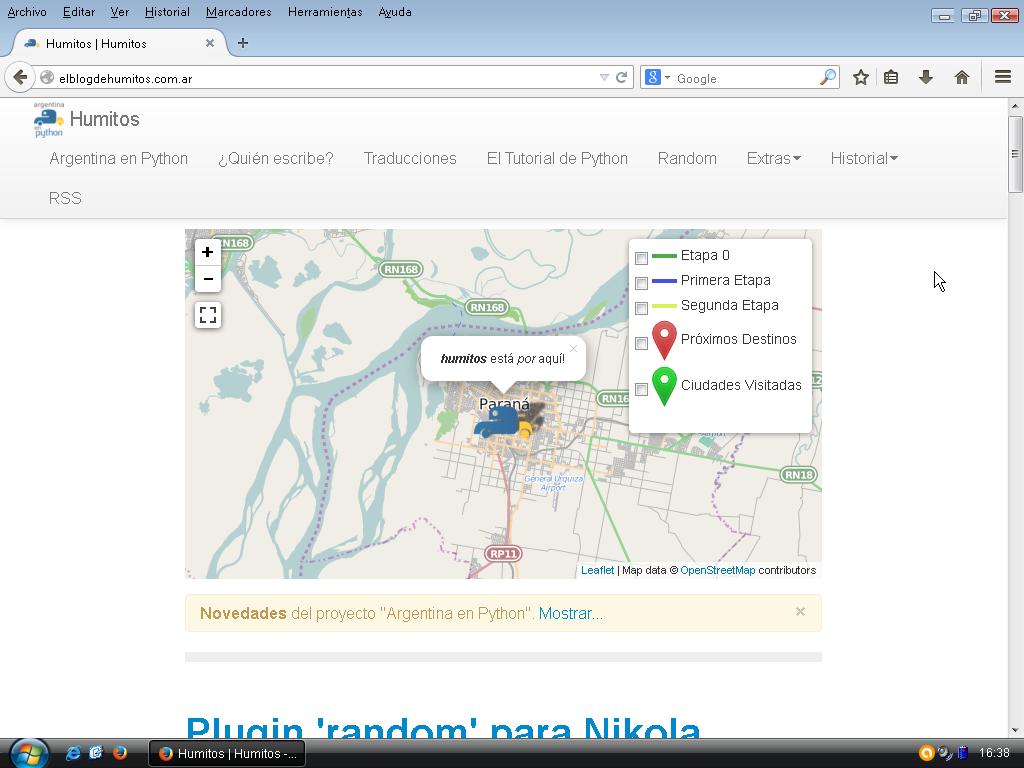 Archivo Editar Ver Historial Marcadores Herramientas Ayuda
Humitos | Humitos
elblogdehumitos.com.ar
Google
argentina
en
python
Humitos
Argentina en Python ¿Quién escribe? Traducciones El Tutorial de Python Random Extras Historial
RSS
+
−
RN168
RN168
RN168
Etapa 0
Primera Etapa
Segunda Etapa
Próximos Destinos
Ciudades Visitadas
humitos está por aquí!
Paraná
General Urquiza
Airport
Airport
RN18
RP11
Leaflet | Map data © OpenStreetMap contributors
Novedades del proyecto "Argentina en Python". Mostrar...
Plugin 'random' para Nikola
Humitos | Humitos -...
16:38